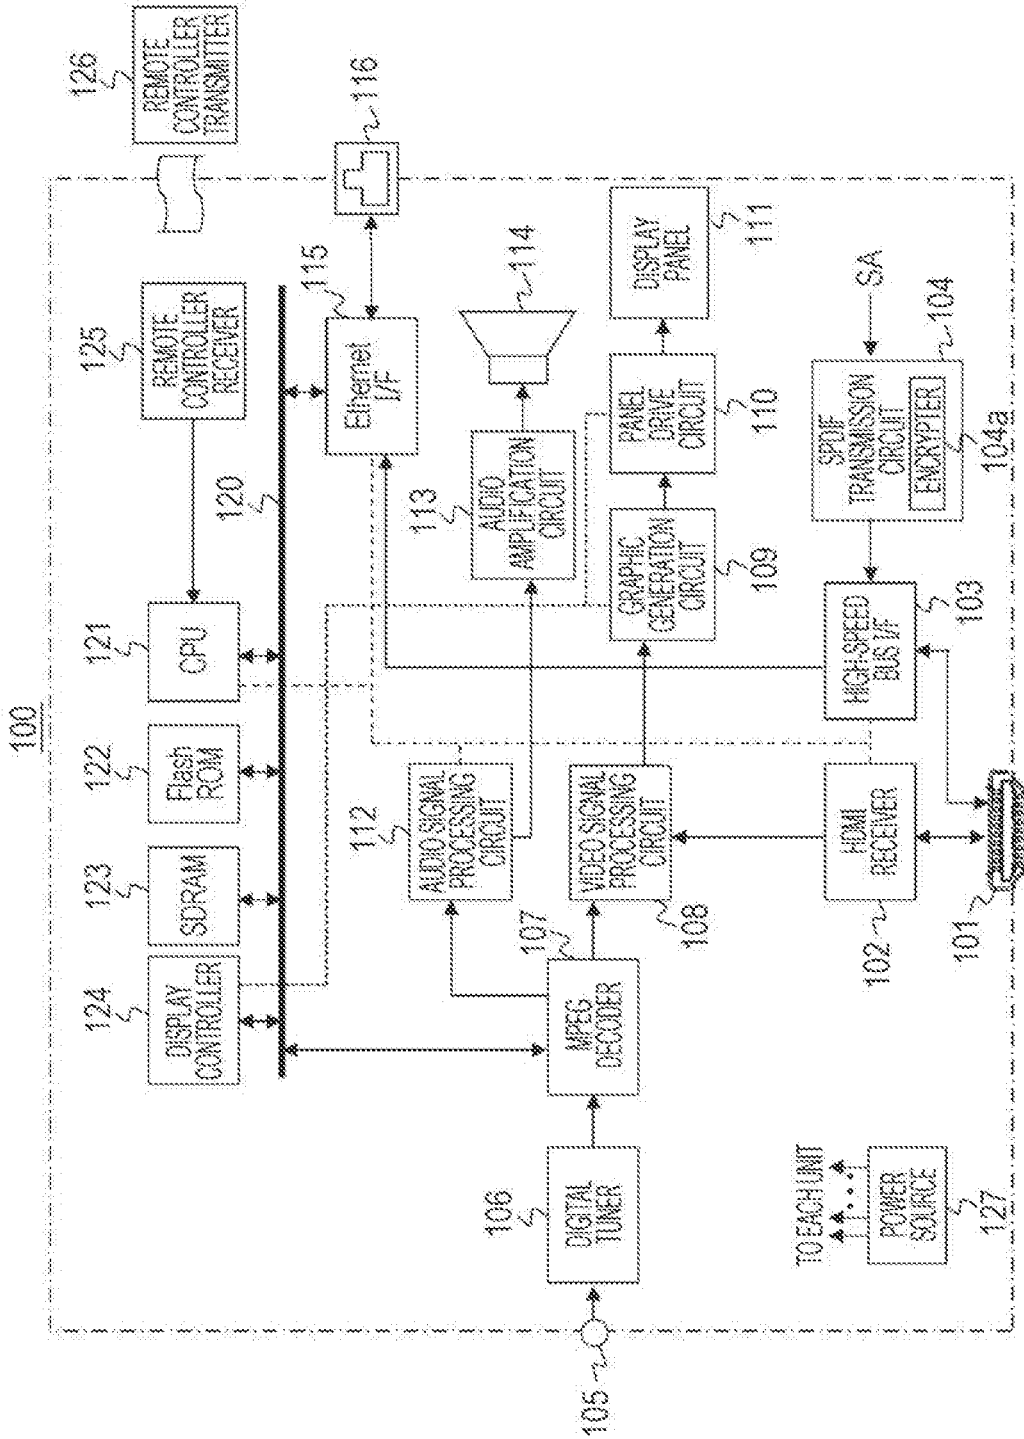 100
126
REMOTE
CONTROLLER
TRANSMITTER
124
DISPLAY
CONTROLLER
123
SDRAM
122
Flash
ROM
121
CPU
125
REMOTE
CONTROLLER
RECEIVER
120
115
Ethernet
I/F
116
112
AUDIO SIGNAL
PROCESSING
CIRCUIT
113
AUDIO
AMPLIFICATION
CIRCUIT
114
105
106
DIGITAL
TUNER
107
MPEG
DECODER
VIDEO SIGNAL
PROCESSING
CIRCUIT
108
GRAPHIC
GENERATION
CIRCUIT
109
PANEL
DRIVE
CIRCUIT
110
DISPLAY
PANEL
111
TO EACH UNIT
POWER
SOURCE
127
HDMI
RECEIVER
102
101
HIGH-SPEED
BUS I/F
103
SPDIF
TRANSMISSION
CIRCUIT
ENCRYPTER
104
104a
SA